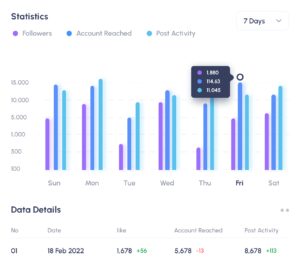 Statistics
7 Days
Followers Account Reached Post Activity
15,000
10,000
5,000
1,000
500
100
1.880
114.63
11.045
Sun Mon Tue Wed Thu Fri Sat
Data Details
No Date like Account Reached Post Activity
01 18 Feb 2022 1,678 +56 5,678 -13 8,678 +113